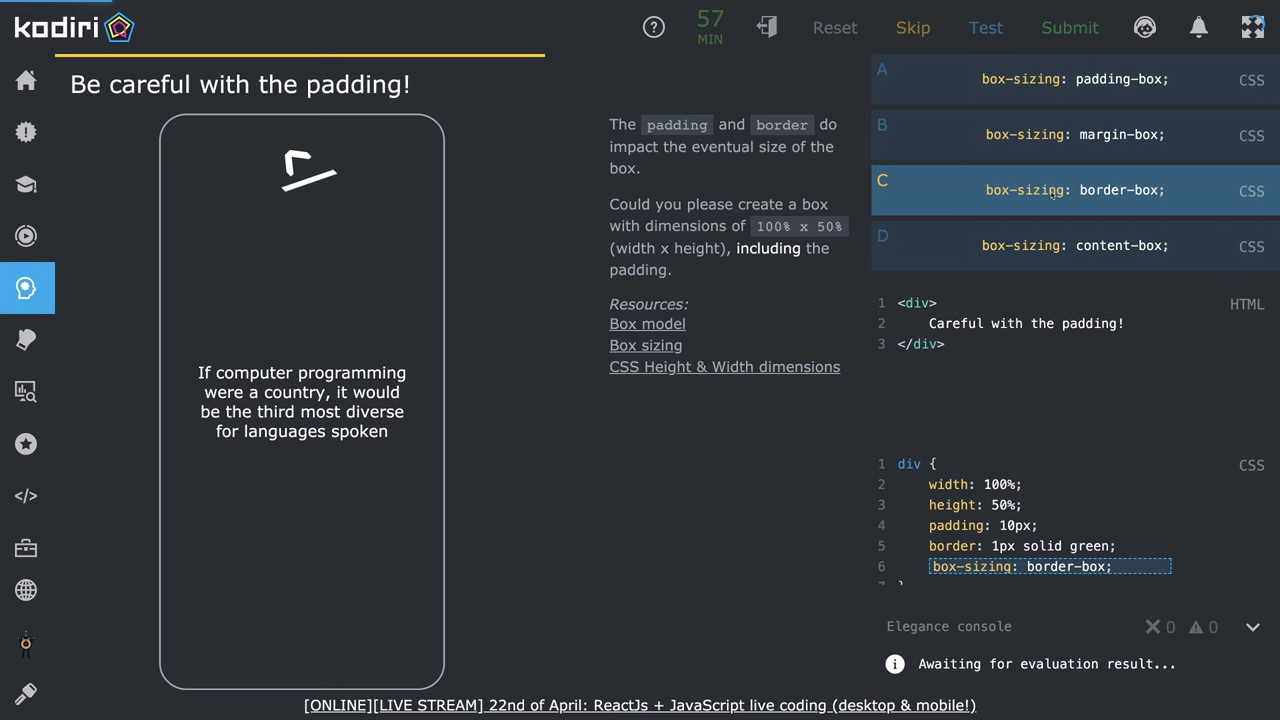 kodiri
57
MIN
Reset
Skip
Test
Submit
Be careful with the padding!
If computer programming
were a country, it would
be the third most diverse
for languages spoken
The padding and border do
impact the eventual size of the
box.
Could you please create a box
with dimensions of 100% x 50%
(width x height), including the
padding.
Resources:
Box model
Box sizing
CSS Height & Width dimensions
A box-sizing: padding-box; CSS
B box-sizing: margin-box; CSS
C box-sizing: border-box; CSS
D box-sizing: content-box; CSS
1 <div> HTML
2 Careful with the padding!
3 </div>
1 div { CSS
2 width: 100%;
3 height: 50%;
4 padding: 10px;
5 border: 1px solid green;
6 box-sizing: border-box;
7 }
Elegance console 0 0
Awaiting for evaluation result...
[ONLINE][LIVE STREAM] 22nd of April: ReactJs + JavaScript live coding (desktop & mobile!)